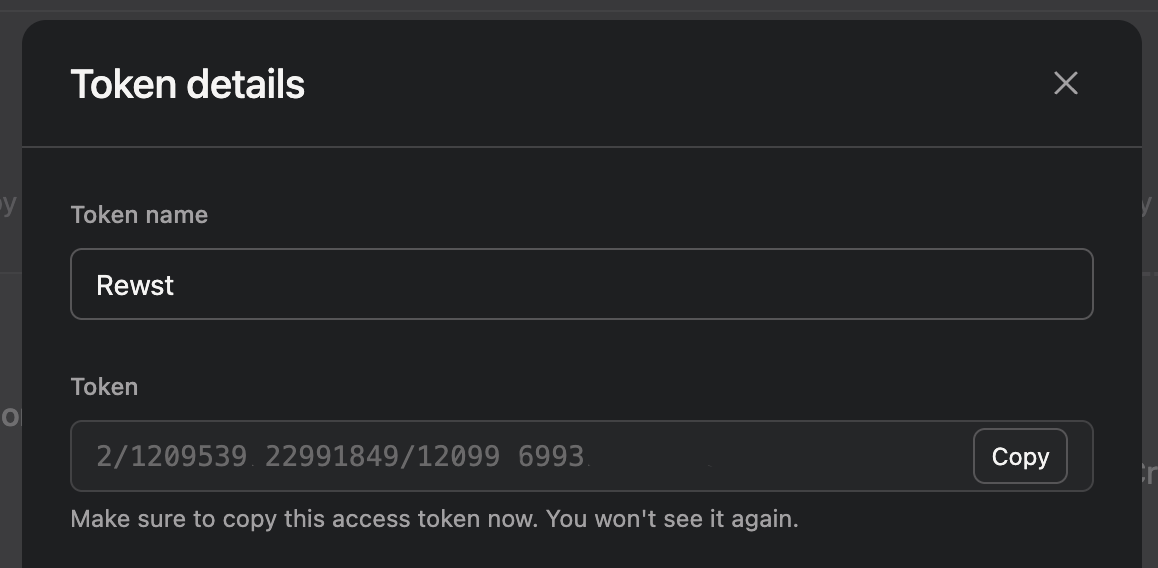 Token details
Token name
Rewst
Token
2/1209539 22991849/12099 6993
Copy
Make sure to copy this access token now. You won't see it again.